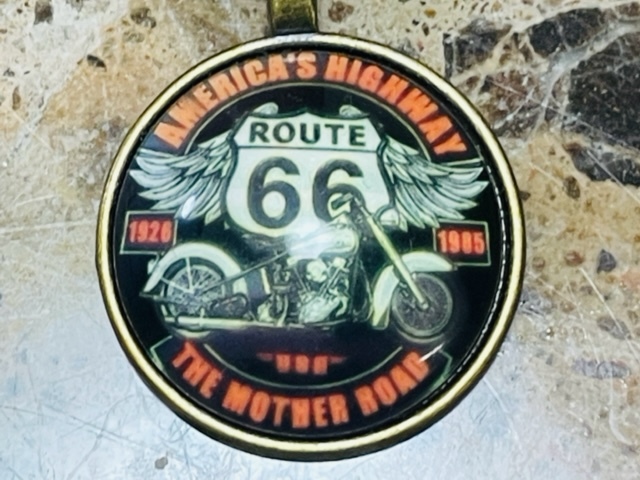 AMERICA'S HIGHWAY
ROUTE
66
1926
1985
USA
THE MOTHER ROAD